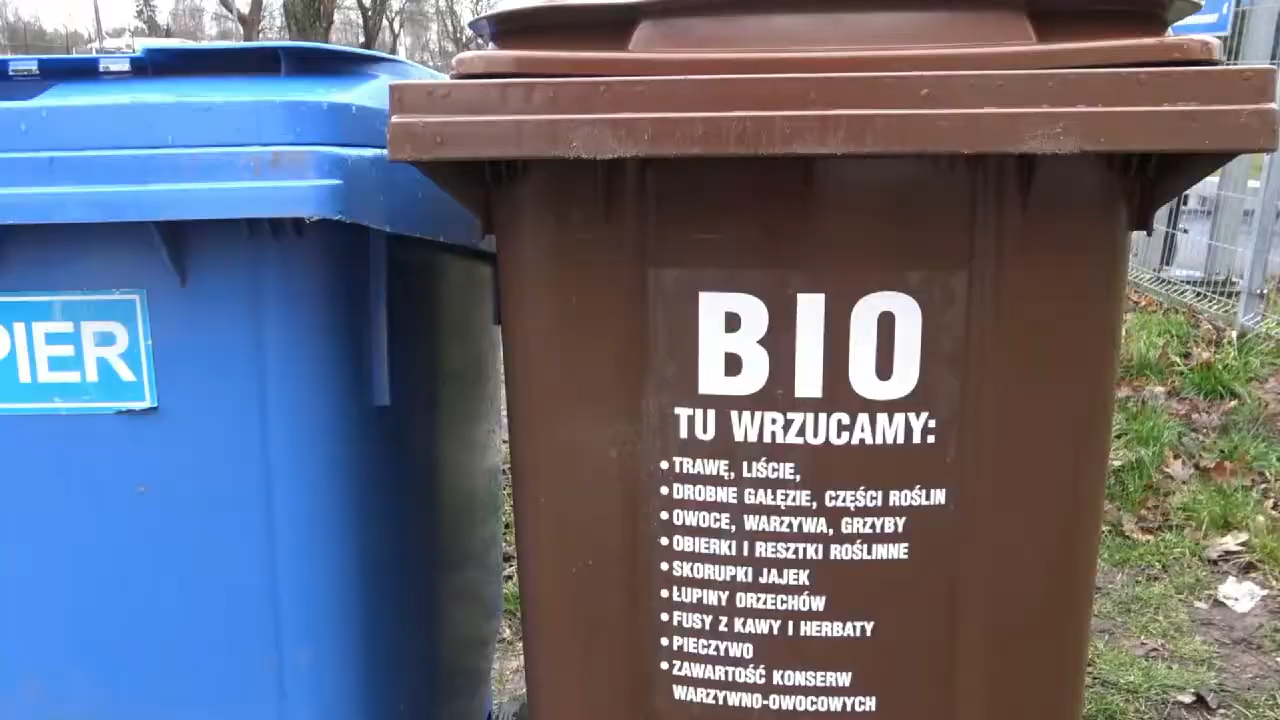 PIER
BIO
TU WRZUCAMY:
• TRAWĘ, LIŚCIE,
• DROBNE GAŁĘZIE, CZĘŚCI ROŚLIN
• OWOCE, WARZYWA, GRZYBY
• OBIERKI I RESZTKI ROŚLINNE
• SKORUPKI JAJEK
• ŁUPINY ORZECHÓW
• FUSY Z KAWY I HERBATY
• PIECZYWO
• ZAWARTOŚĆ KONSERW
WARZYWNO-OWOCOWYCH